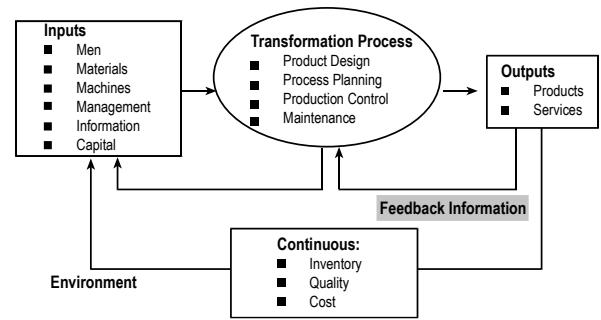 Inputs
Men
Materials
Machines
Management
Information
Capital
Transformation Process
Product Design
Process Planning
Production Control
Maintenance
Outputs
Products
Services
Feedback Information
Continuous:
Inventory
Quality
Cost
Environment